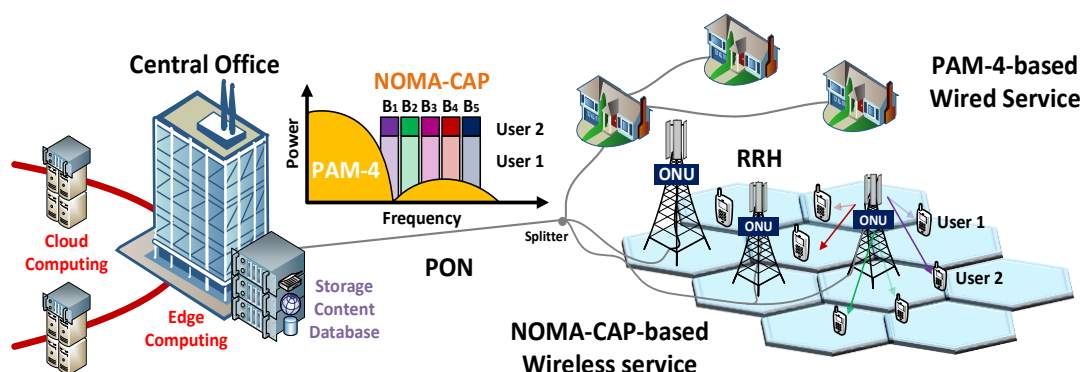 Central Office
NOMA-CAP
B1 B2 B3 B4 B5
User 2
User 1
Power
PAM-4
Frequency
PAM-4-based
Wired Service
RRH
ONU
ONU
ONU
User 1
User 2
Splitter
PON
Cloud
Computing
Edge
Computing
Storage
Content
Database
NOMA-CAP-based
Wireless service